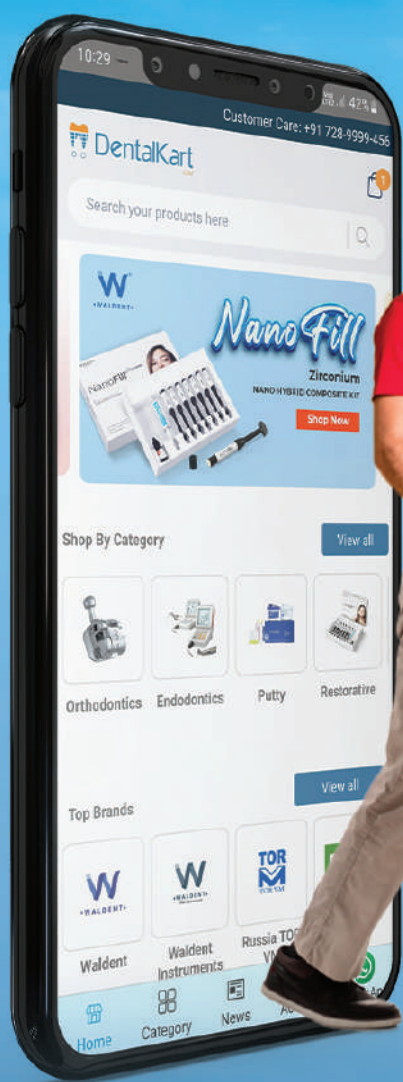 10:29
42%
Customer Care: +91 728-9999-456
DentalKart
1
Search your products here
W
WALDENT
Nano Fill
Zirconium
NANO HYBRID COMPOSITE KIT
Shop Now
NanoFill
Shop By Category
View all
Orthodontics
Endodontics
Putty
Restorative
Top Brands
View all
W
WALDENT
W
WALDENT
TOR
VM
Waldent
Waldent
Instruments
Russia TOR
Home
Category
News